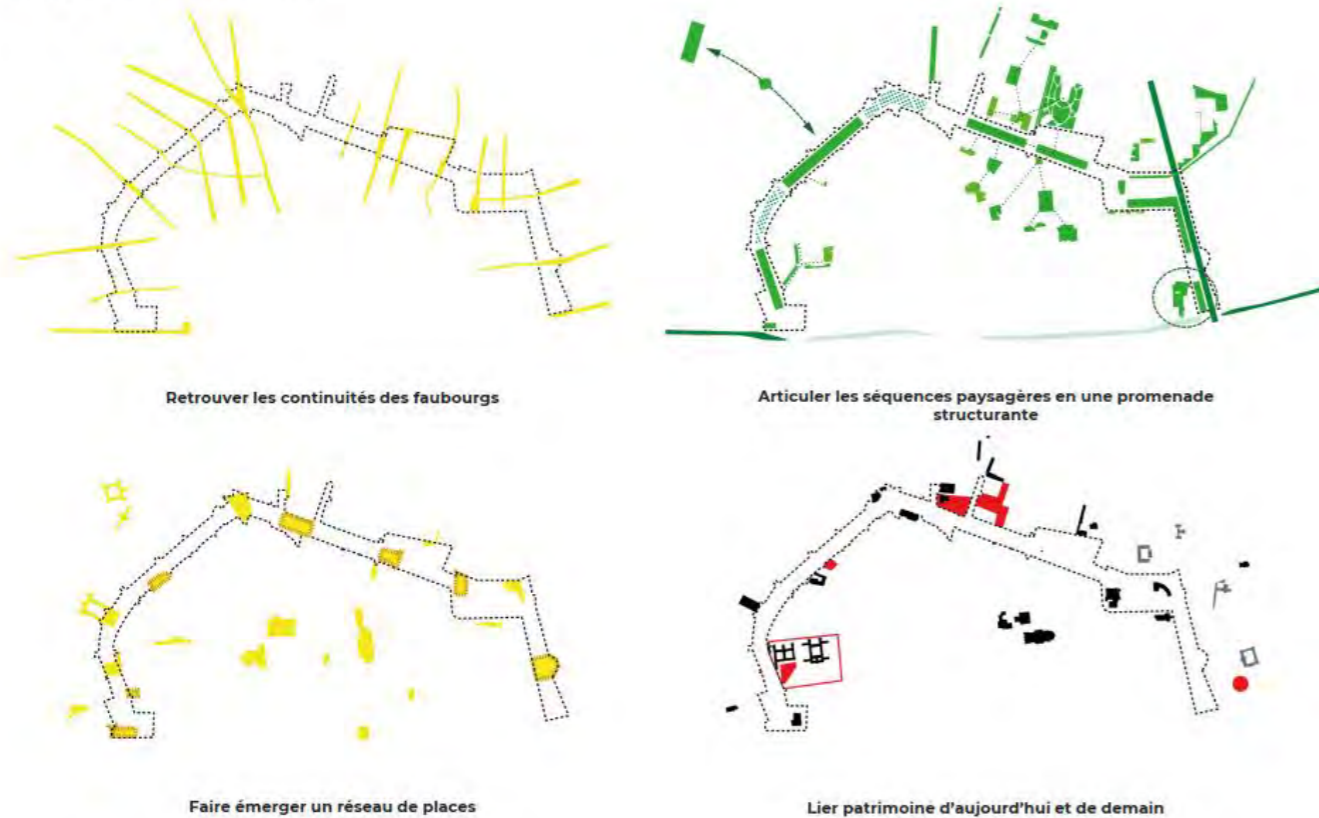 Retrouver les continuités des faubourgs
Articuler les séquences paysagères en une promenade
structurante
Faire émerger un réseau de places
Lier patrimoine d'aujourd'hui et de demain